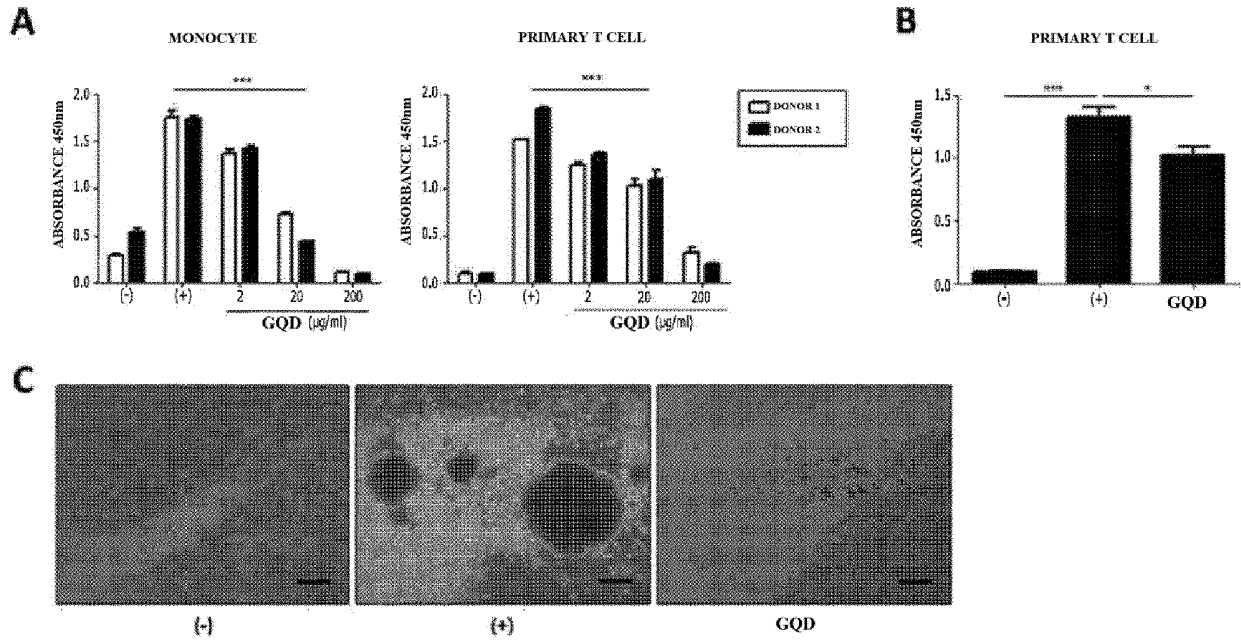 A
MONOCYTE
***
ABSORBANCE 450nm
2.0
1.5
1.0
0.5
0.0
(-)
(+)
2
20
200
GQD (μg/ml)
PRIMARY T CELL
***
ABSORBANCE 450nm
2.0
1.5
1.0
0.5
0.0
(-)
(+)
2
20
200
GQD (μg/ml)
DONOR 1
DONOR 2
B
PRIMARY T CELL
***
*
ABSORBANCE 450nm
1.5
1.0
0.5
0.0
(-)
(+)
GQD
C
(-)
(+)
GQD